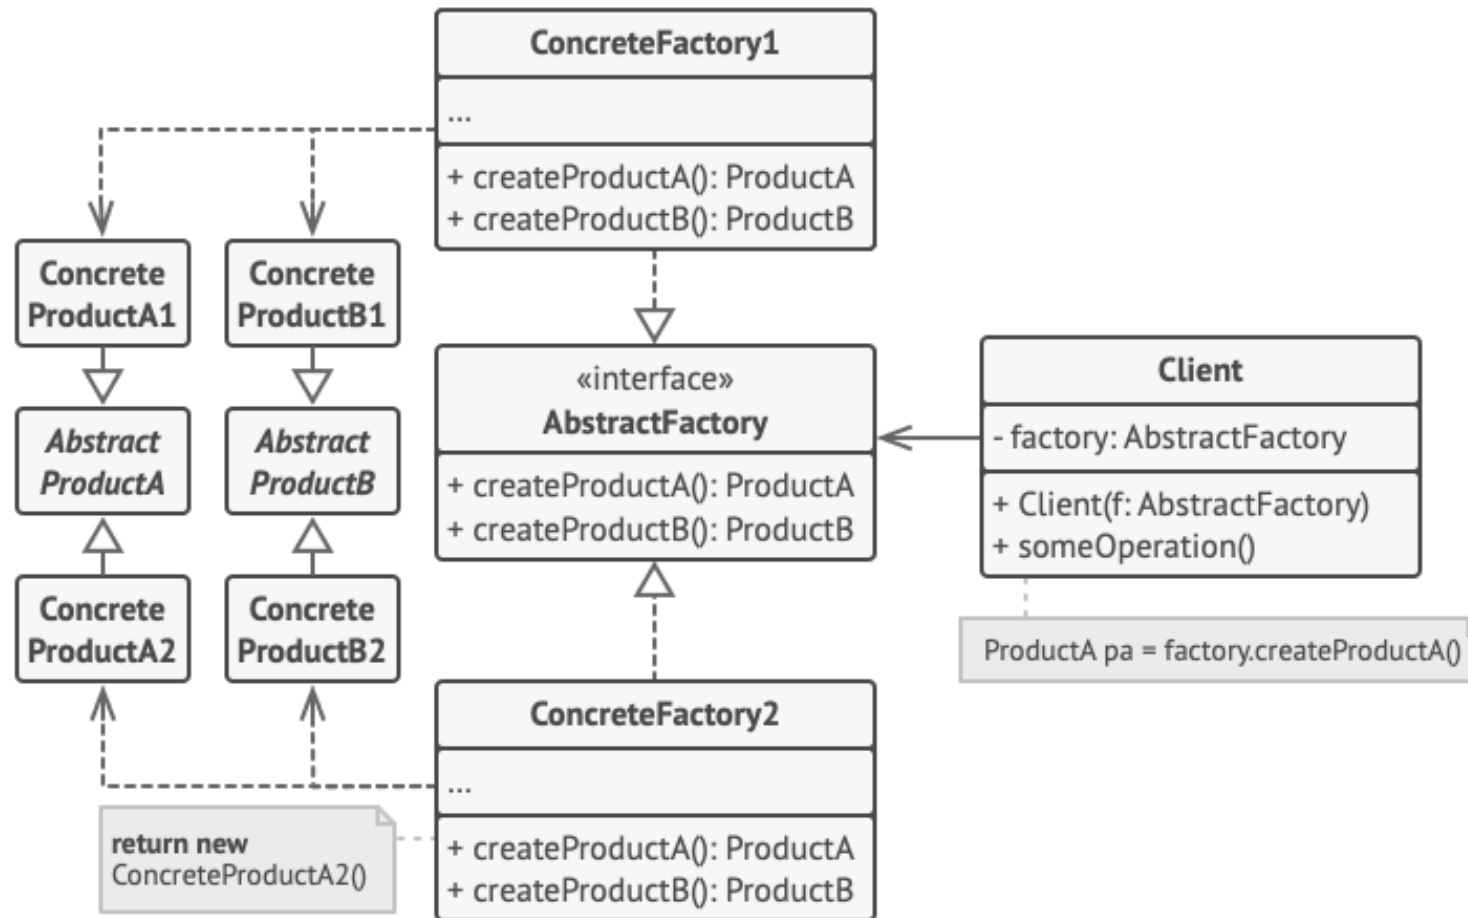 ConcreteFactory1
...
+ createProductA(): ProductA
+ createProductB(): ProductB
Concrete
ProductA1
Concrete
ProductB1
«interface»
AbstractFactory
+ createProductA(): ProductA
+ createProductB(): ProductB
Client
- factory: AbstractFactory
+ Client(f: AbstractFactory)
+ someOperation()
Abstract
ProductA
Abstract
ProductB
Concrete
ProductA2
Concrete
ProductB2
ProductA pa = factory.createProductA()
ConcreteFactory2
...
+ createProductA(): ProductA
+ createProductB(): ProductB
return new
ConcreteProductA2()